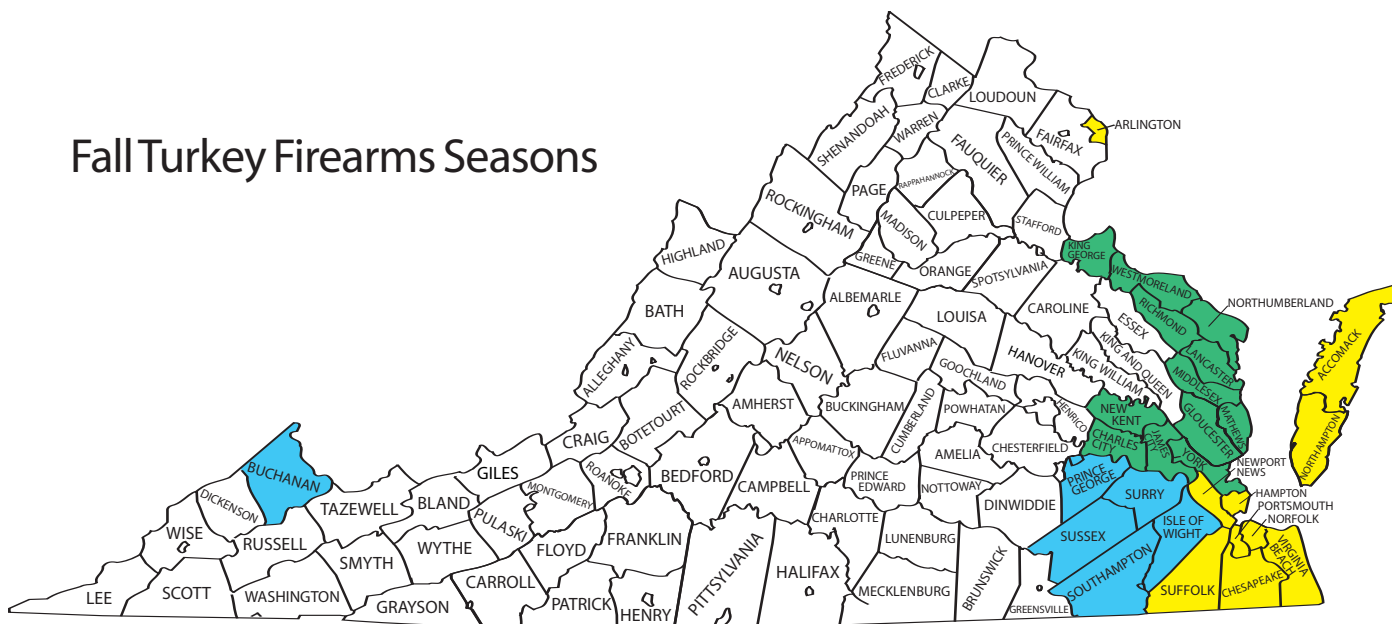 Fall Turkey Firearms Seasons
FREDERICK
CLARKE
LOUDOUN
ARLINGTON
SHENANDOAH
WARREN
FAIRFAX
FAUQUIER
PRINCE WILLIAM
RAPPAHANNOCK
PAGE
ROCKINGHAM
MADISON
CULPEPER
STAFFORD
HIGHLAND
KING
GEORGE
GREENE
ORANGE
SPOTSYLVANIA
AUGUSTA
WESTMORELAND
ALBEMARLE
NORTHUMBERLAND
BATH
CAROLINE
LOUISA
ESSEX
RICHMOND
ACCOMACK
ROCKBRIDGE
NELSON
FLUVANNA
HANOVER
KING AND QUEEN
LANCASTER
ALLEGHANY
GOOCHLAND
KING WILLIAM
MIDDLESEX
AMHERST
BUCKINGHAM
CUMBERLAND
POWHATAN
HENRICO
NEW
KENT
GLOUCESTER
MATHEWS
BOTETOURT
CRAIG
APPOMATTOX
CHESTERFIELD
CHARLES
CITY
JAMES
CITY
YORK
NORTHAMPTON
AMELIA
NEWPORT
NEWS
GILES
ROANOKE
BEDFORD
CAMPBELL
PRINCE
EDWARD
NOTTOWAY
PRINCE
GEORGE
BUCHANAN
MONTGOMERY
SURRY
HAMPTON
PORTSMOUTH
NORFOLK
DICKENSON
TAZEWELL
BLAND
DINWIDDIE
PULASKI
CHARLOTTE
ISLE OF
WIGHT
WISE
RUSSELL
WYTHE
FLOYD
FRANKLIN
LUNENBURG
SUSSEX
VIRGINIA
BEACH
SMYTH
PITTSYLVANIA
HALIFAX
SOUTHAMPTON
LEE
SCOTT
WASHINGTON
CARROLL
GRAYSON
PATRICK
HENRY
MECKLENBURG
BRUNSWICK
GREENSVILLE
SUFFOLK
CHESAPEAKE